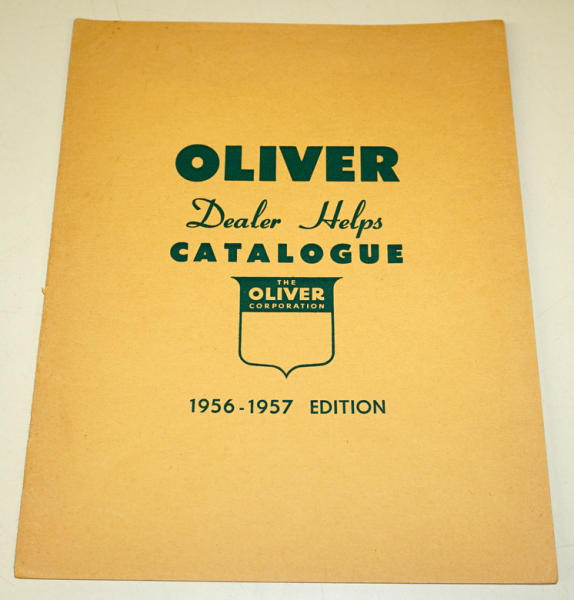 OLIVER
Dealer Helps
CATALOGUE
THE
OLIVER
CORPORATION
1956-1957 EDITION